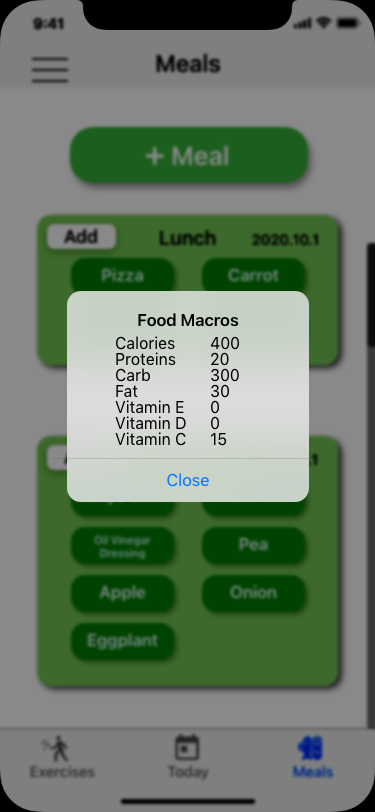 9:41
Meals
+ Meal
Add Lunch 2020.10.1
Pizza Carrot
Food Macros
Calories 400
Proteins 20
Carb 300
Fat 30
Vitamin E 0
Vitamin D 0
Vitamin C 15
Close
Oil Vinegar
Dressing
Pea
Apple Onion
Eggplant
Exercises Today Meals